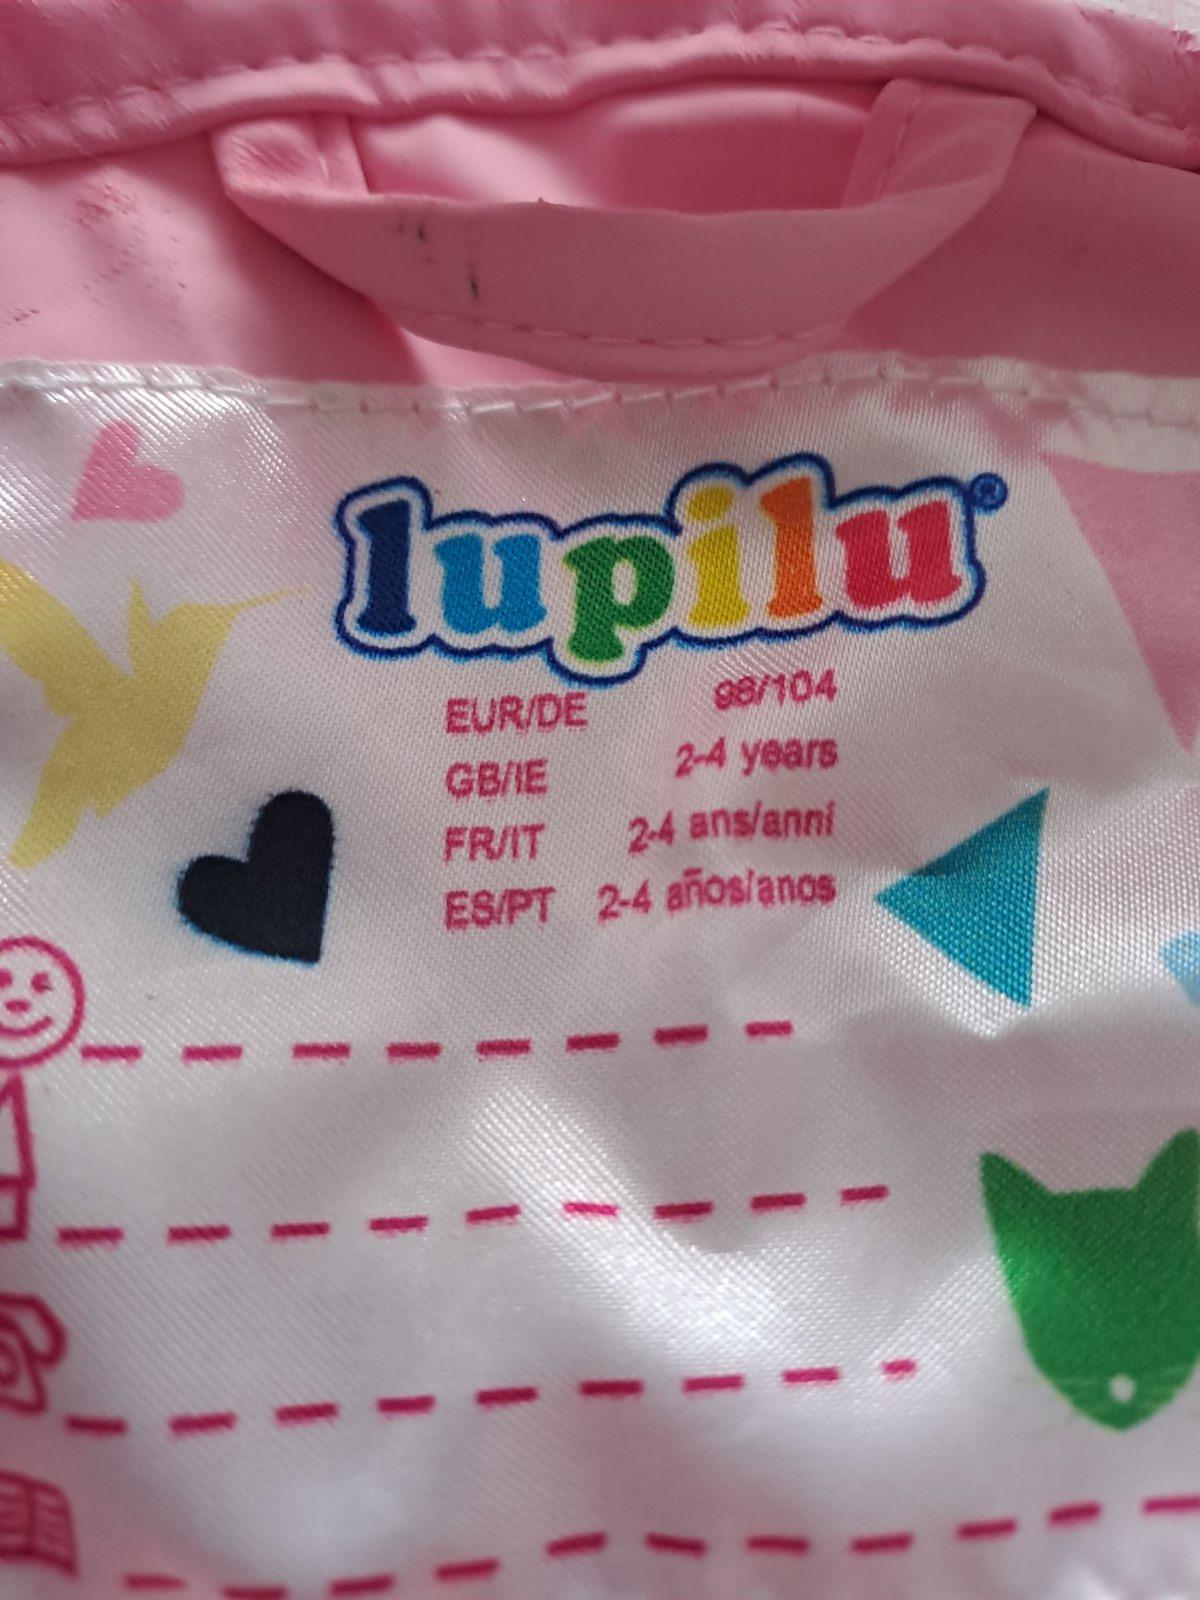 lupilu®
EUR/DE 98/104
GB/IE 2-4 years
FR/IT 2-4 ans/anni
ES/PT 2-4 años/anos